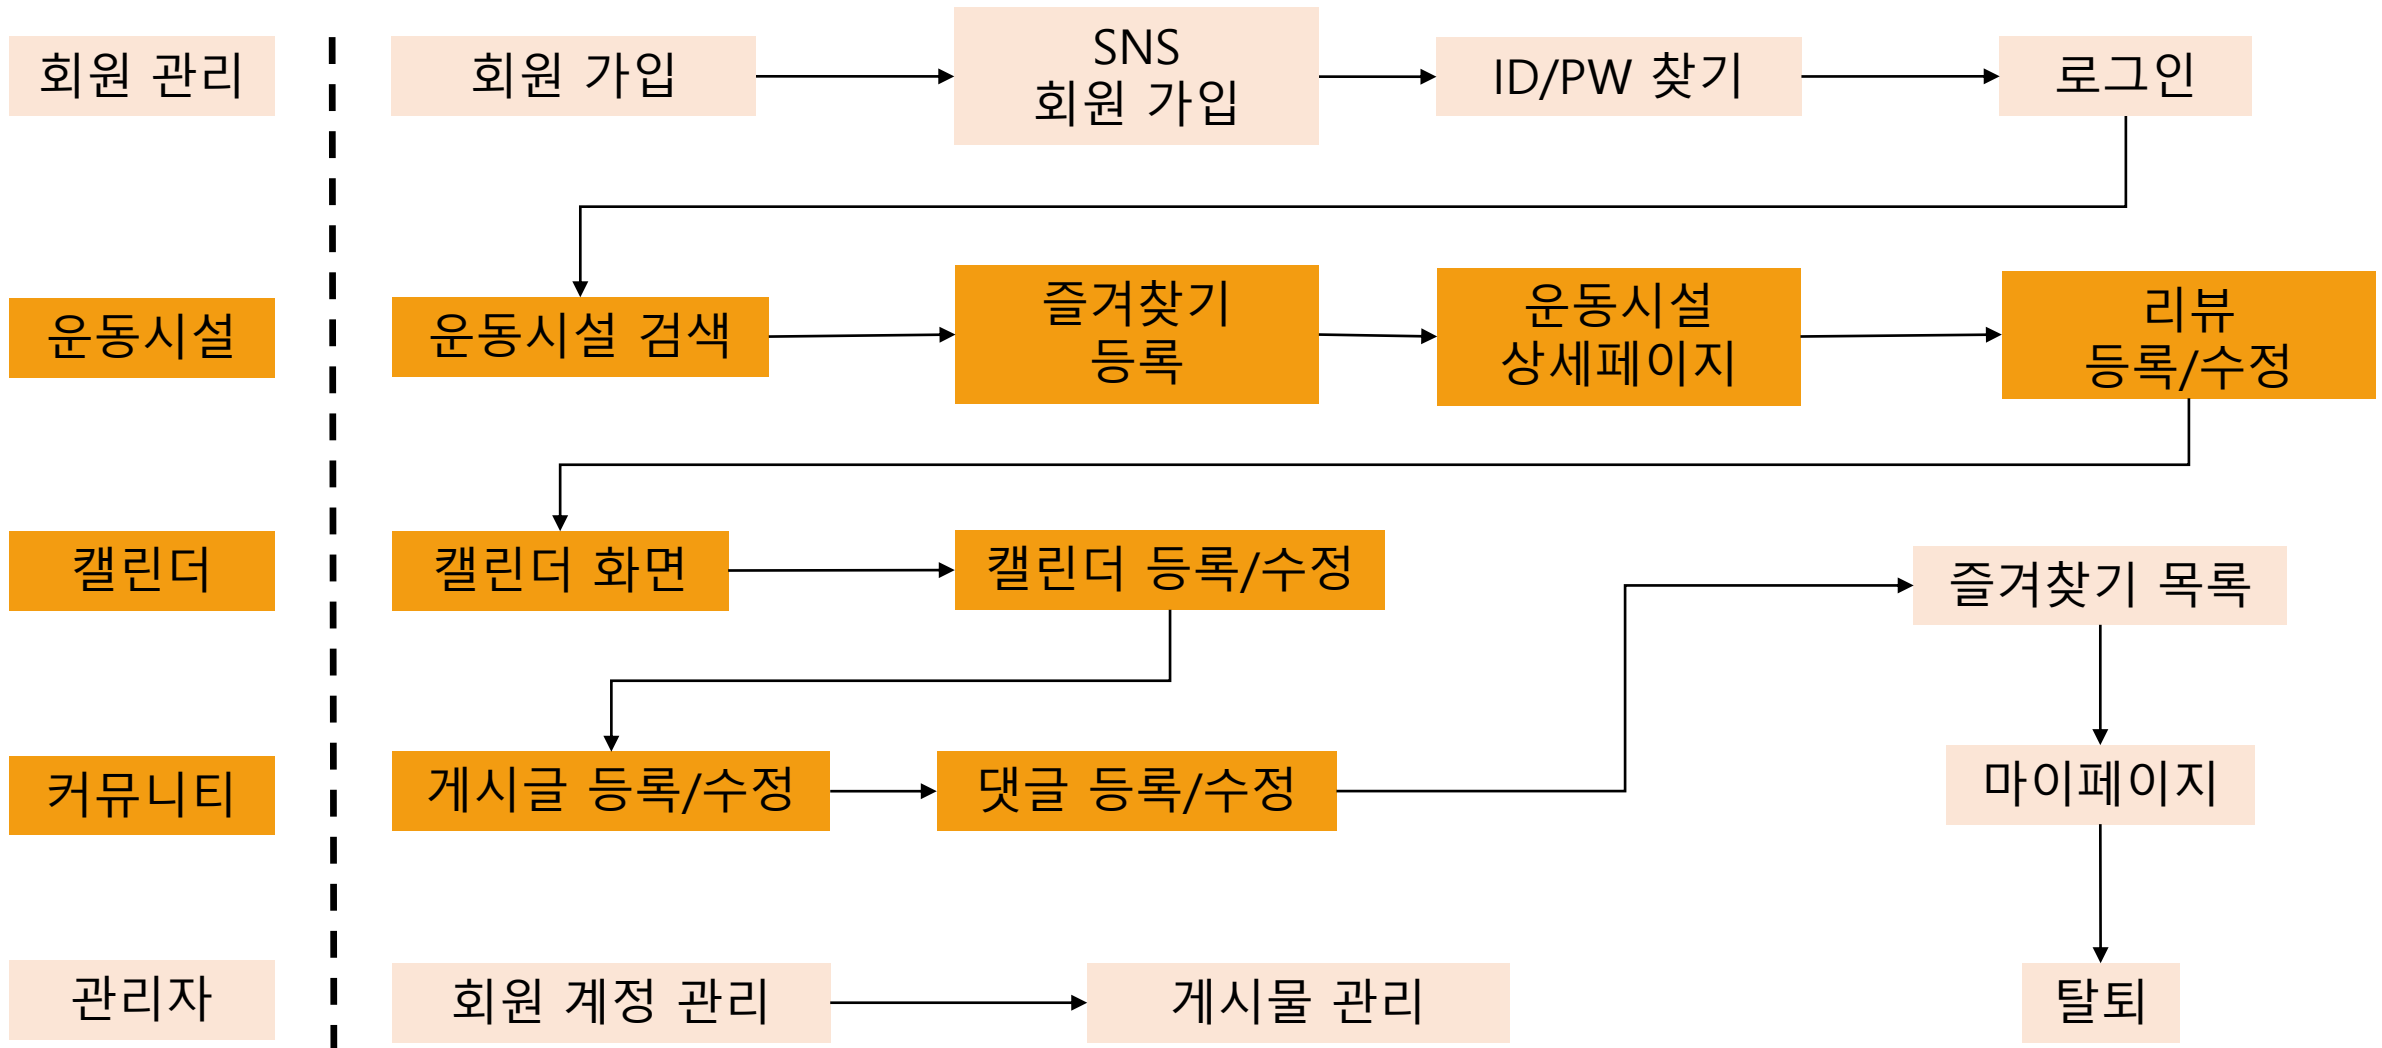 회원 관리
회원 가입
SNS
회원 가입
ID/PW 찾기
로그인
운동시설
운동시설 검색
즐겨찾기
등록
운동시설
상세페이지
리뷰
등록/수정
캘린더
캘린더 화면
캘린더 등록/수정
즐겨찾기 목록
커뮤니티
게시글 등록/수정
댓글 등록/수정
마이페이지
관리자
회원 계정 관리
게시물 관리
탈퇴